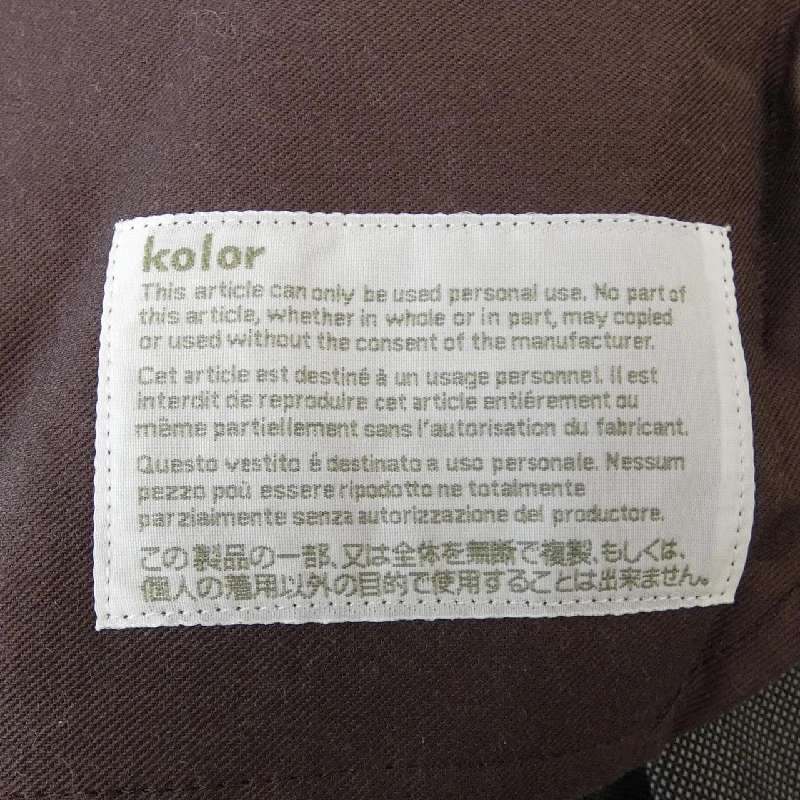 kolor
This article can only be used personal use. No part of
this article, whether in whole or in part, may copied
or used without the consent of the manufacturer.
Cet article est destiné à un usage personnel. Il est
interdit de reproduire cet article entiérement ou
même partiellement sans l'autorisation du fabricant.
Questo vestito é destinato a uso personale. Nessum
pezzo poù essere ripodotto ne totalmente
parzialmente senza autorizzazione del productore.
この製品の一部、又は全体を無断で複製、もしくは、
個人の着用以外の目的で使用することは出来ません。